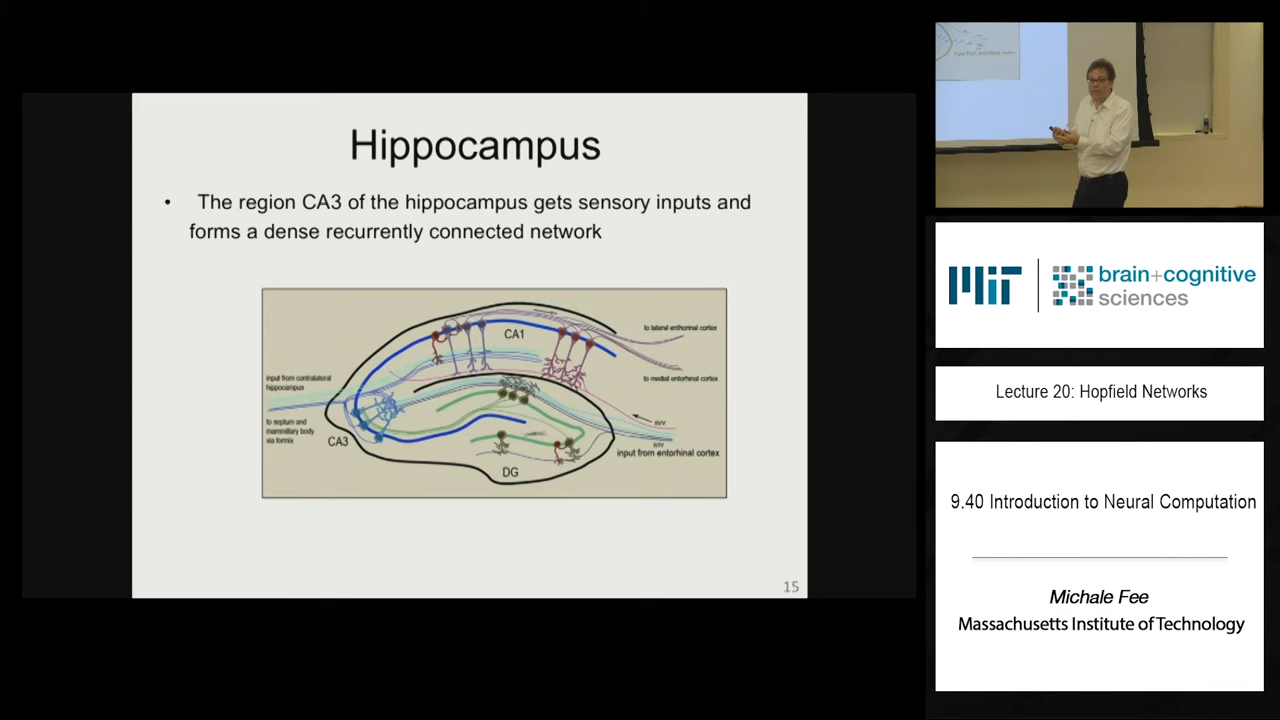 Hippocampus
• The region CA3 of the hippocampus gets sensory inputs and
forms a dense recurrently connected network
CA1
to lateral enthorinal cortex
input from contralateral
hippocampus
to medial entorhinal cortex
to septum and
mammiliary body
via fornix
CA3
input from entorhinal cortex
DG
15
MIT
brain+cognitive
sciences
Lecture 20: Hopfield Networks
9.40 Introduction to Neural Computation
Michale Fee
Massachusetts Institute of Technology